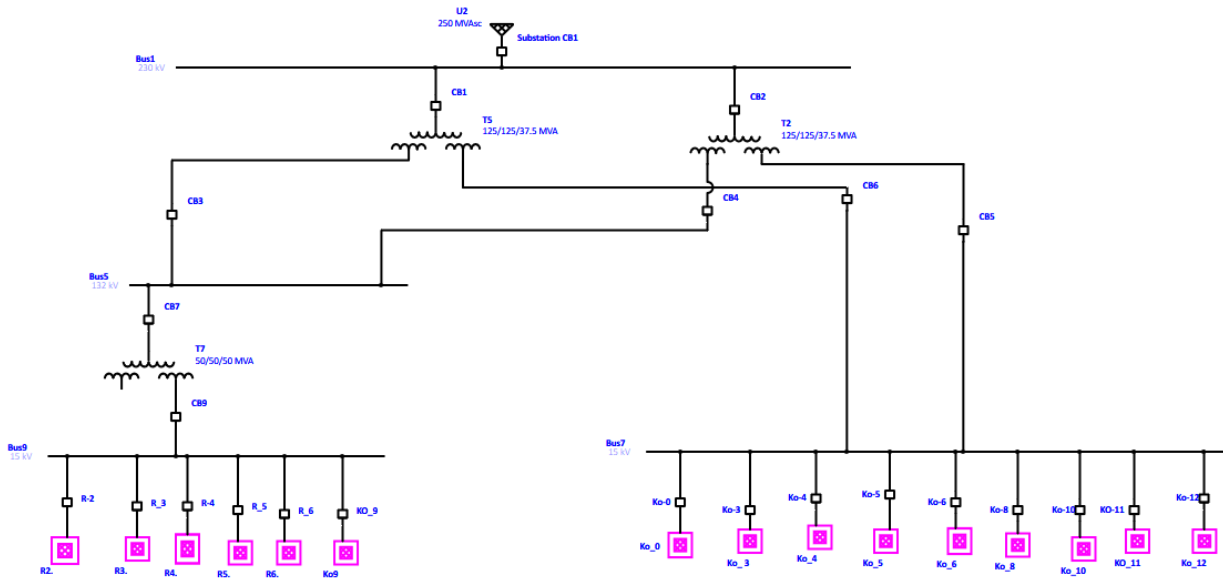 U2
250 MVAsc
Substation CB1
Bus1
230 kV
CB1
CB2
T5
125/125/37.5 MVA
T2
125/125/37.5 MVA
CB3
CB4
CB6
CB5
Bus5
132 kV
CB7
T7
50/50/50 MVA
CB9
Bus9
15 kV
Bus7
15 kV
R-2
R_3
R-4
R_5
R_6
KO_9
Ko-0
Ko-3
Ko-4
Ko-5
Ko-6
Ko-8
Ko-10
KO-11
Ko-12
R2.
R3.
R4.
R5.
R6.
Ko9
Ko_0
Ko_3
Ko_4
Ko_5
Ko_6
Ko_8
Ko_10
KO_11
Ko_12